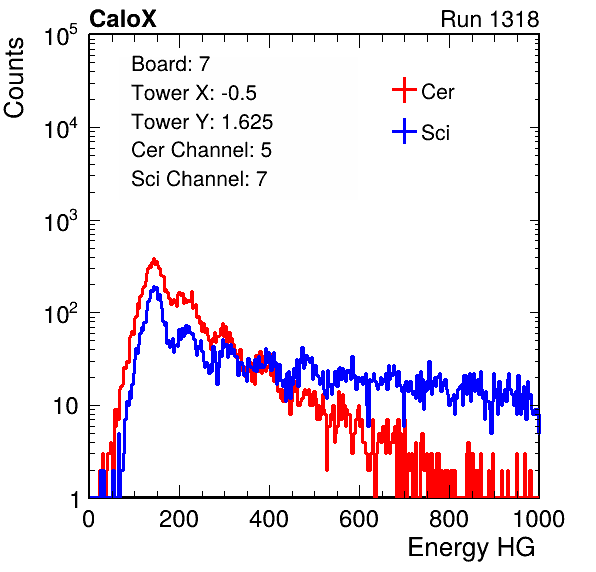 CaloX Run 1318
Counts
Board: 7
Tower X: -0.5
Tower Y: 1.625
Cer Channel: 5
Sci Channel: 7
Cer
Sci
10^5
10^4
10^3
10^2
10
1
0 200 400 600 800 1000
Energy HG